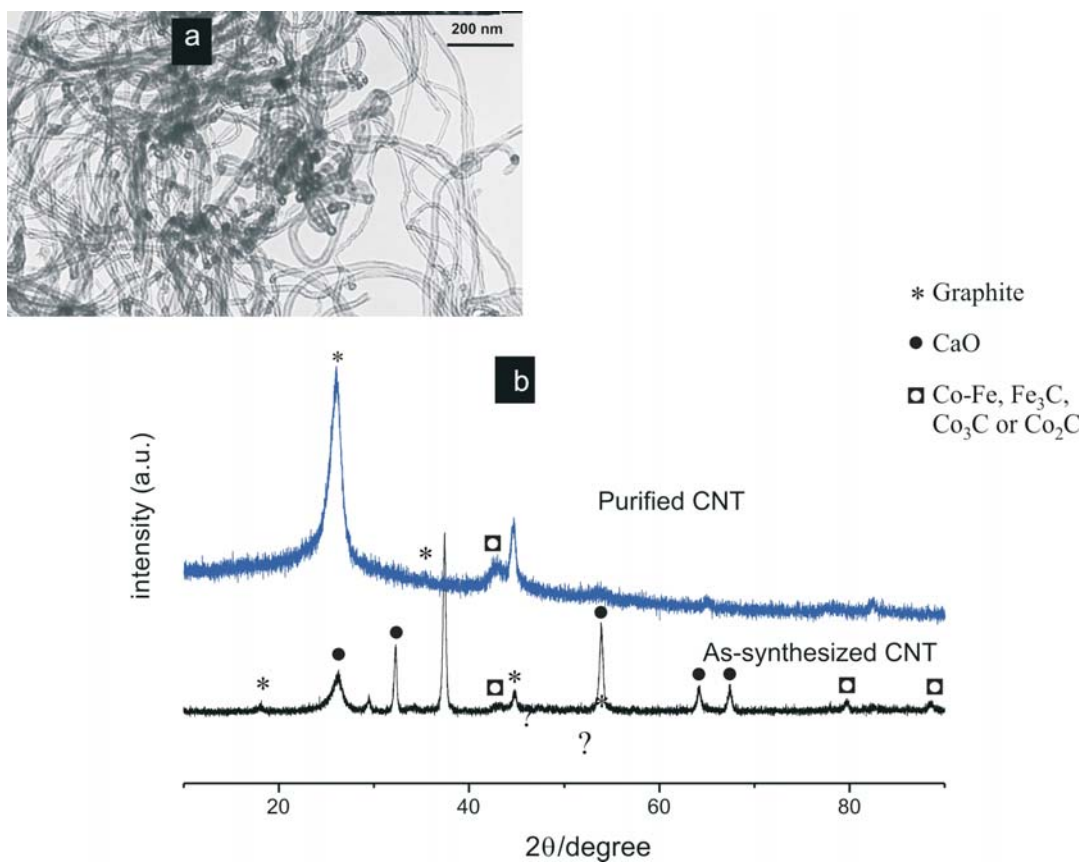 a
200 nm
* Graphite
● CaO
◘ Co-Fe, Fe₃C,
Co₃C or Co₂C
*
b
intensity (a.u.)
Purified CNT
*
As-synthesized CNT
*
*
*
?
?
20
40
60
80
2θ/degree